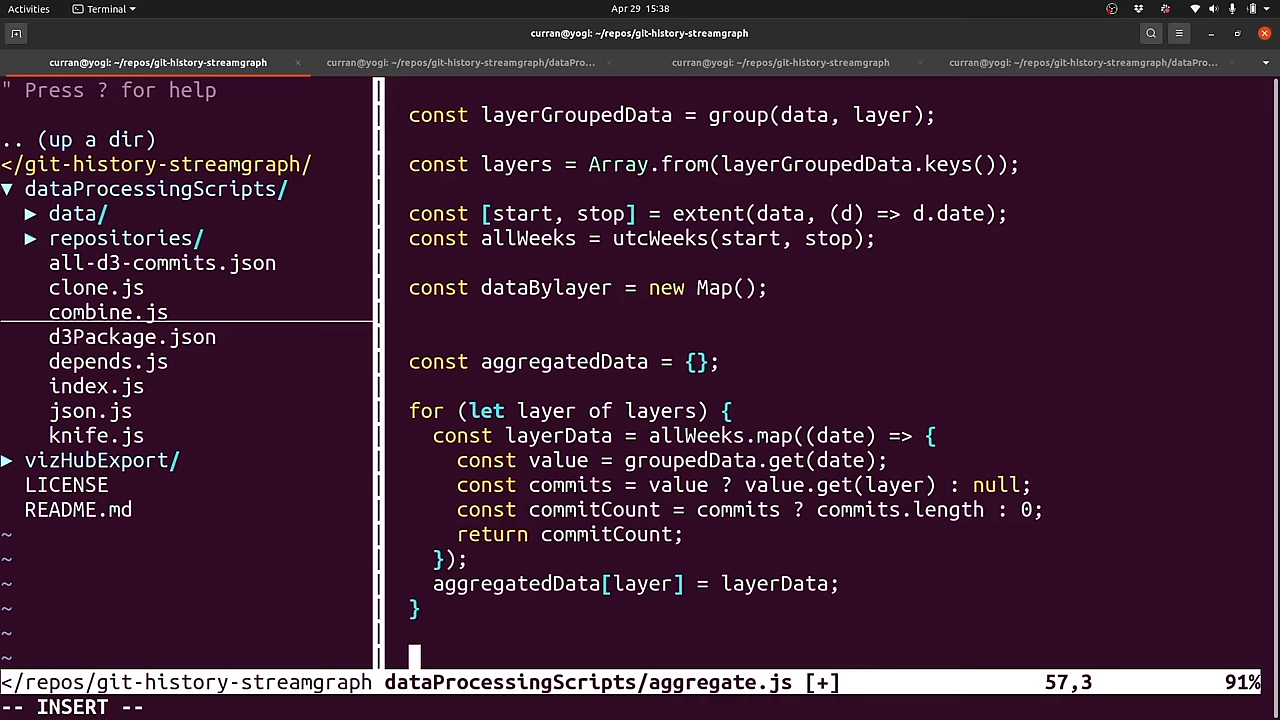 Activities
Terminal
Apr 29 15:38
curran@yogi: ~/repos/git-history-streamgraph
curran@yogi: ~/repos/git-history-streamgraph
curran@yogi: ~/repos/git-history-streamgraph/dataPro...
curran@yogi: ~/repos/git-history-streamgraph
curran@yogi: ~/repos/git-history-streamgraph/dataPro...
" Press ? for help
.. (up a dir)
</git-history-streamgraph/
▼ dataProcessingScripts/
▶ data/
▶ repositories/
all-d3-commits.json
clone.js
combine.js
d3Package.json
depends.js
index.js
json.js
knife.js
▶ vizHubExport/
LICENSE
README.md
~
~
~
~
~
~
const layerGroupedData = group(data, layer);
const layers = Array.from(layerGroupedData.keys());
const [start, stop] = extent(data, (d) => d.date);
const allWeeks = utcWeeks(start, stop);
const dataBylayer = new Map();
const aggregatedData = {};
for (let layer of layers) {
const layerData = allWeeks.map((date) => {
const value = groupedData.get(date);
const commits = value ? value.get(layer) : null;
const commitCount = commits ? commits.length : 0;
return commitCount;
});
aggregatedData[layer] = layerData;
}
</repos/git-history-streamgraph dataProcessingScripts/aggregate.js [+] 57,3 91%
-- INSERT --